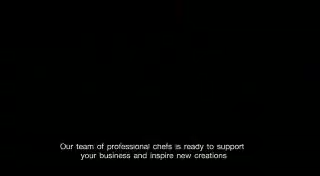 Our team of professional chefs is ready to support
your business and inspire new creations